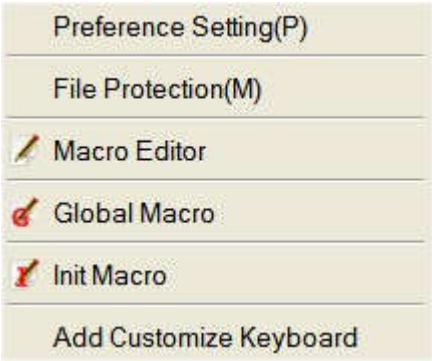 Preference Setting(P)
File Protection(M)
Macro Editor
Global Macro
Init Macro
Add Customize Keyboard